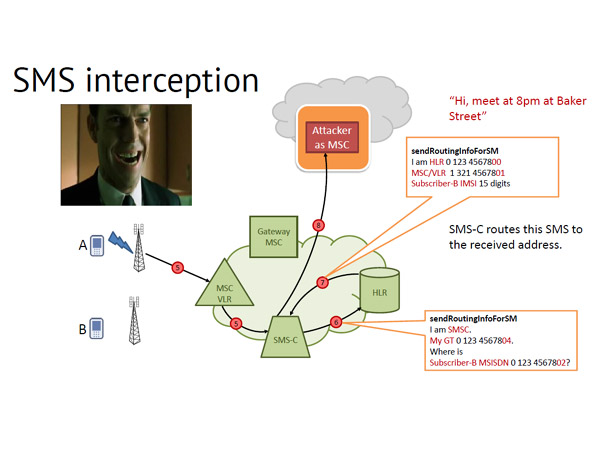 SMS interception
"Hi, meet at 8pm at Baker
Street"
Attacker
as MSC
sendRoutingInfoForSM
I am HLR 0 123 4567800
MSC/VLR 1 321 4567801
Subscriber-B IMSI 15 digits
8
Gateway
MSC
SMS-C routes this SMS to
the received address.
A
5
7
MSC
VLR
HLR
B
5
SMS-C
6
sendRoutingInfoForSM
I am SMSC.
My GT 0 123 4567804.
Where is
Subscriber-B MSISDN 0 123 4567802?